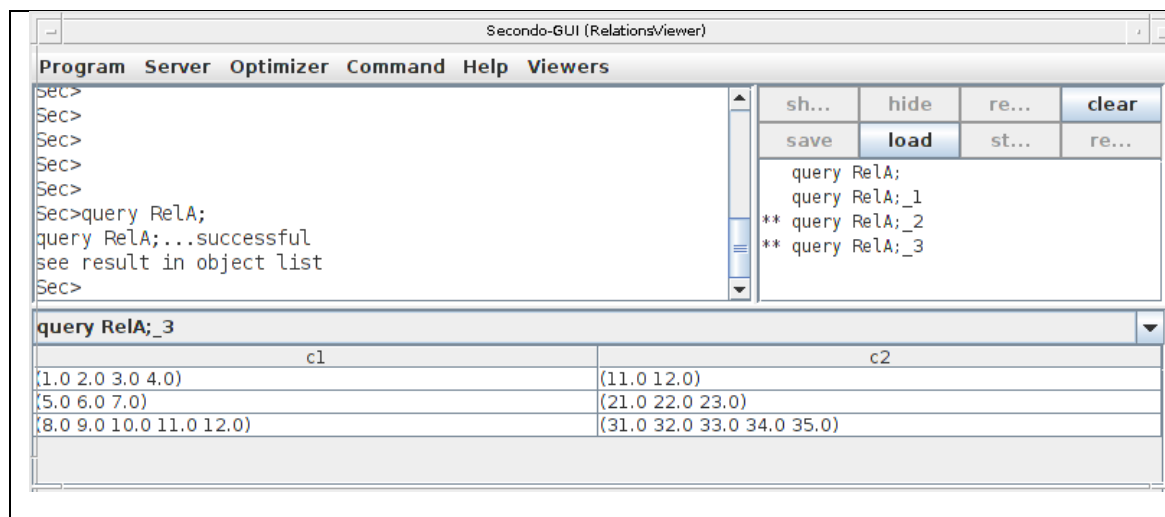 Secondo-GUI (RelationsViewer)
Program Server Optimizer Command Help Viewers
Sec>
Sec>
Sec>
Sec>
Sec>
Sec>query RelA;
query RelA;...successful
see result in object list
Sec>
sh... hide re... clear
save load st... re...
query RelA;
query RelA;_1
** query RelA;_2
** query RelA;_3
query RelA;_3
c1 c2
(1.0 2.0 3.0 4.0) (11.0 12.0)
(5.0 6.0 7.0) (21.0 22.0 23.0)
(8.0 9.0 10.0 11.0 12.0) (31.0 32.0 33.0 34.0 35.0)